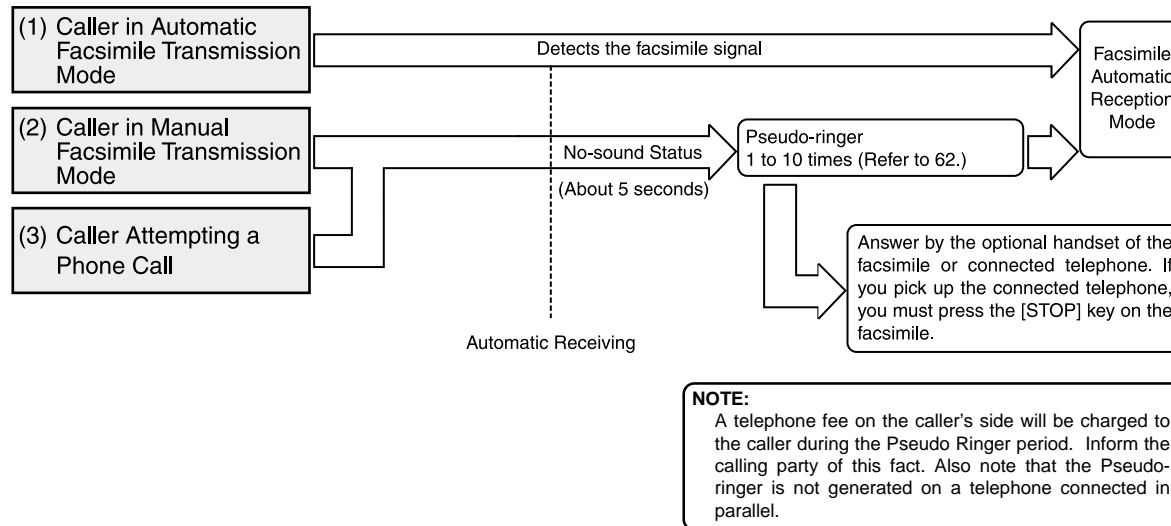 (1) Caller in Automatic
Facsimile Transmission
Mode
Detects the facsimile signal
Facsimile
Automatic
Reception
Mode
(2) Caller in Manual
Facsimile Transmission
Mode
No-sound Status
(About 5 seconds)
Pseudo-ringer
1 to 10 times (Refer to 62.)
(3) Caller Attempting a
Phone Call
Answer by the optional handset of the
facsimile or connected telephone. If
you pick up the connected telephone,
you must press the [STOP] key on the
facsimile.
Automatic Receiving
NOTE:
A telephone fee on the caller's side will be charged to
the caller during the Pseudo Ringer period. Inform the
calling party of this fact. Also note that the Pseudo-
ringer is not generated on a telephone connected in
parallel.